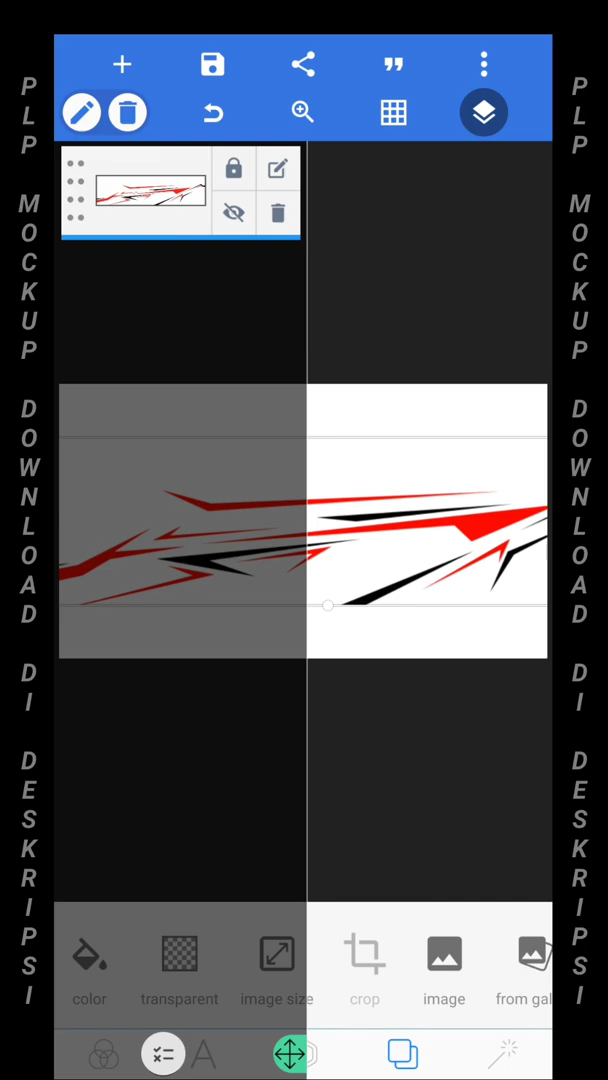 PLP MOCKUP DOWNLOAD DI DESKRIPSI
PLP MOCKUP DOWNLOAD DI DESKRIPSI
color
transparent
image size
crop
image
from gal